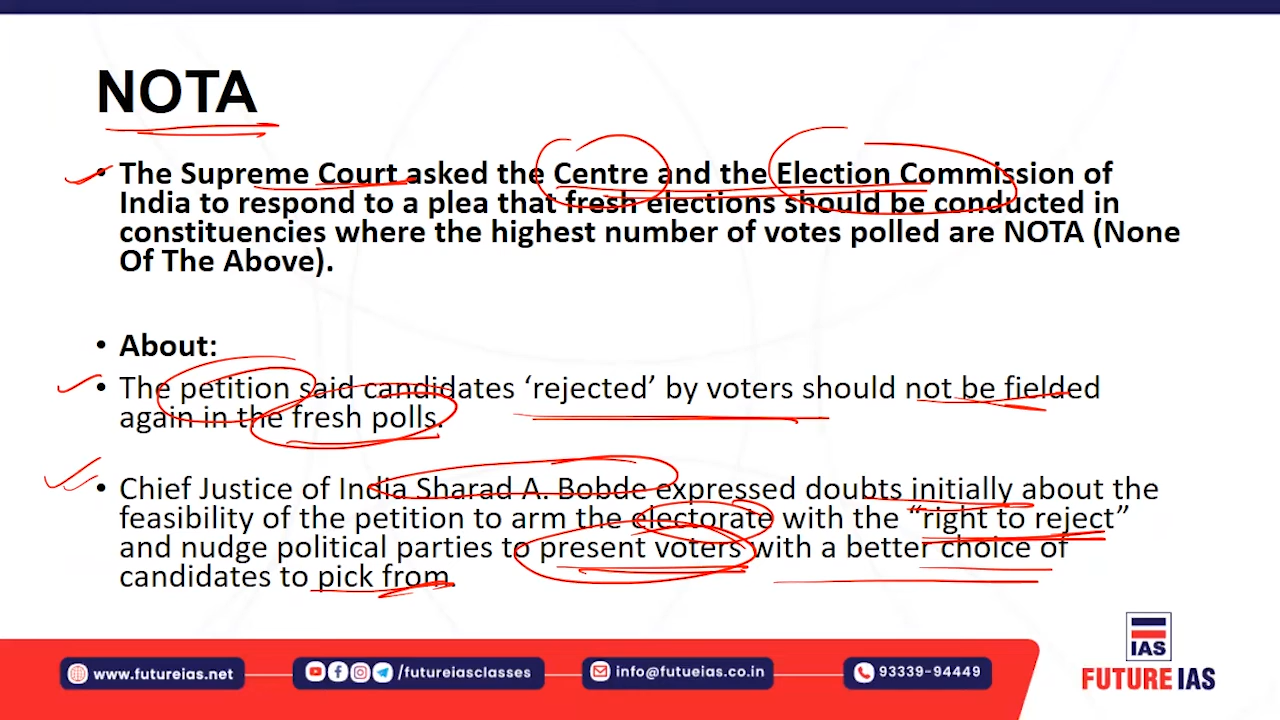 NOTA
• The Supreme Court asked the Centre and the Election Commission of
India to respond to a plea that fresh elections should be conducted in
constituencies where the highest number of votes polled are NOTA (None
Of The Above).
• About:
• The petition said candidates ‘rejected’ by voters should not be fielded
again in the fresh polls.
• Chief Justice of India Sharad A. Bobde expressed doubts initially about the
feasibility of the petition to arm the electorate with the “right to reject”
and nudge political parties to present voters with a better choice of
candidates to pick from.
www.futureias.net
/futureiasclasses
info@futueias.co.in
93339-94449
IAS
FUTURE IAS